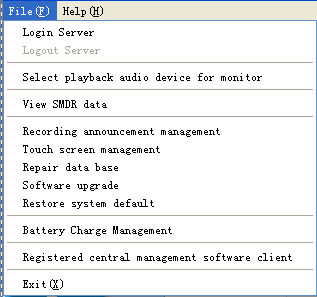 File(F) Help(H)
Login Server
Logout Server
Select playback audio device for monitor
View SMDR data
Recording announcement management
Touch screen management
Repair data base
Software upgrade
Restore system default
Battery Charge Management
Registered central management software client
Exit(X)